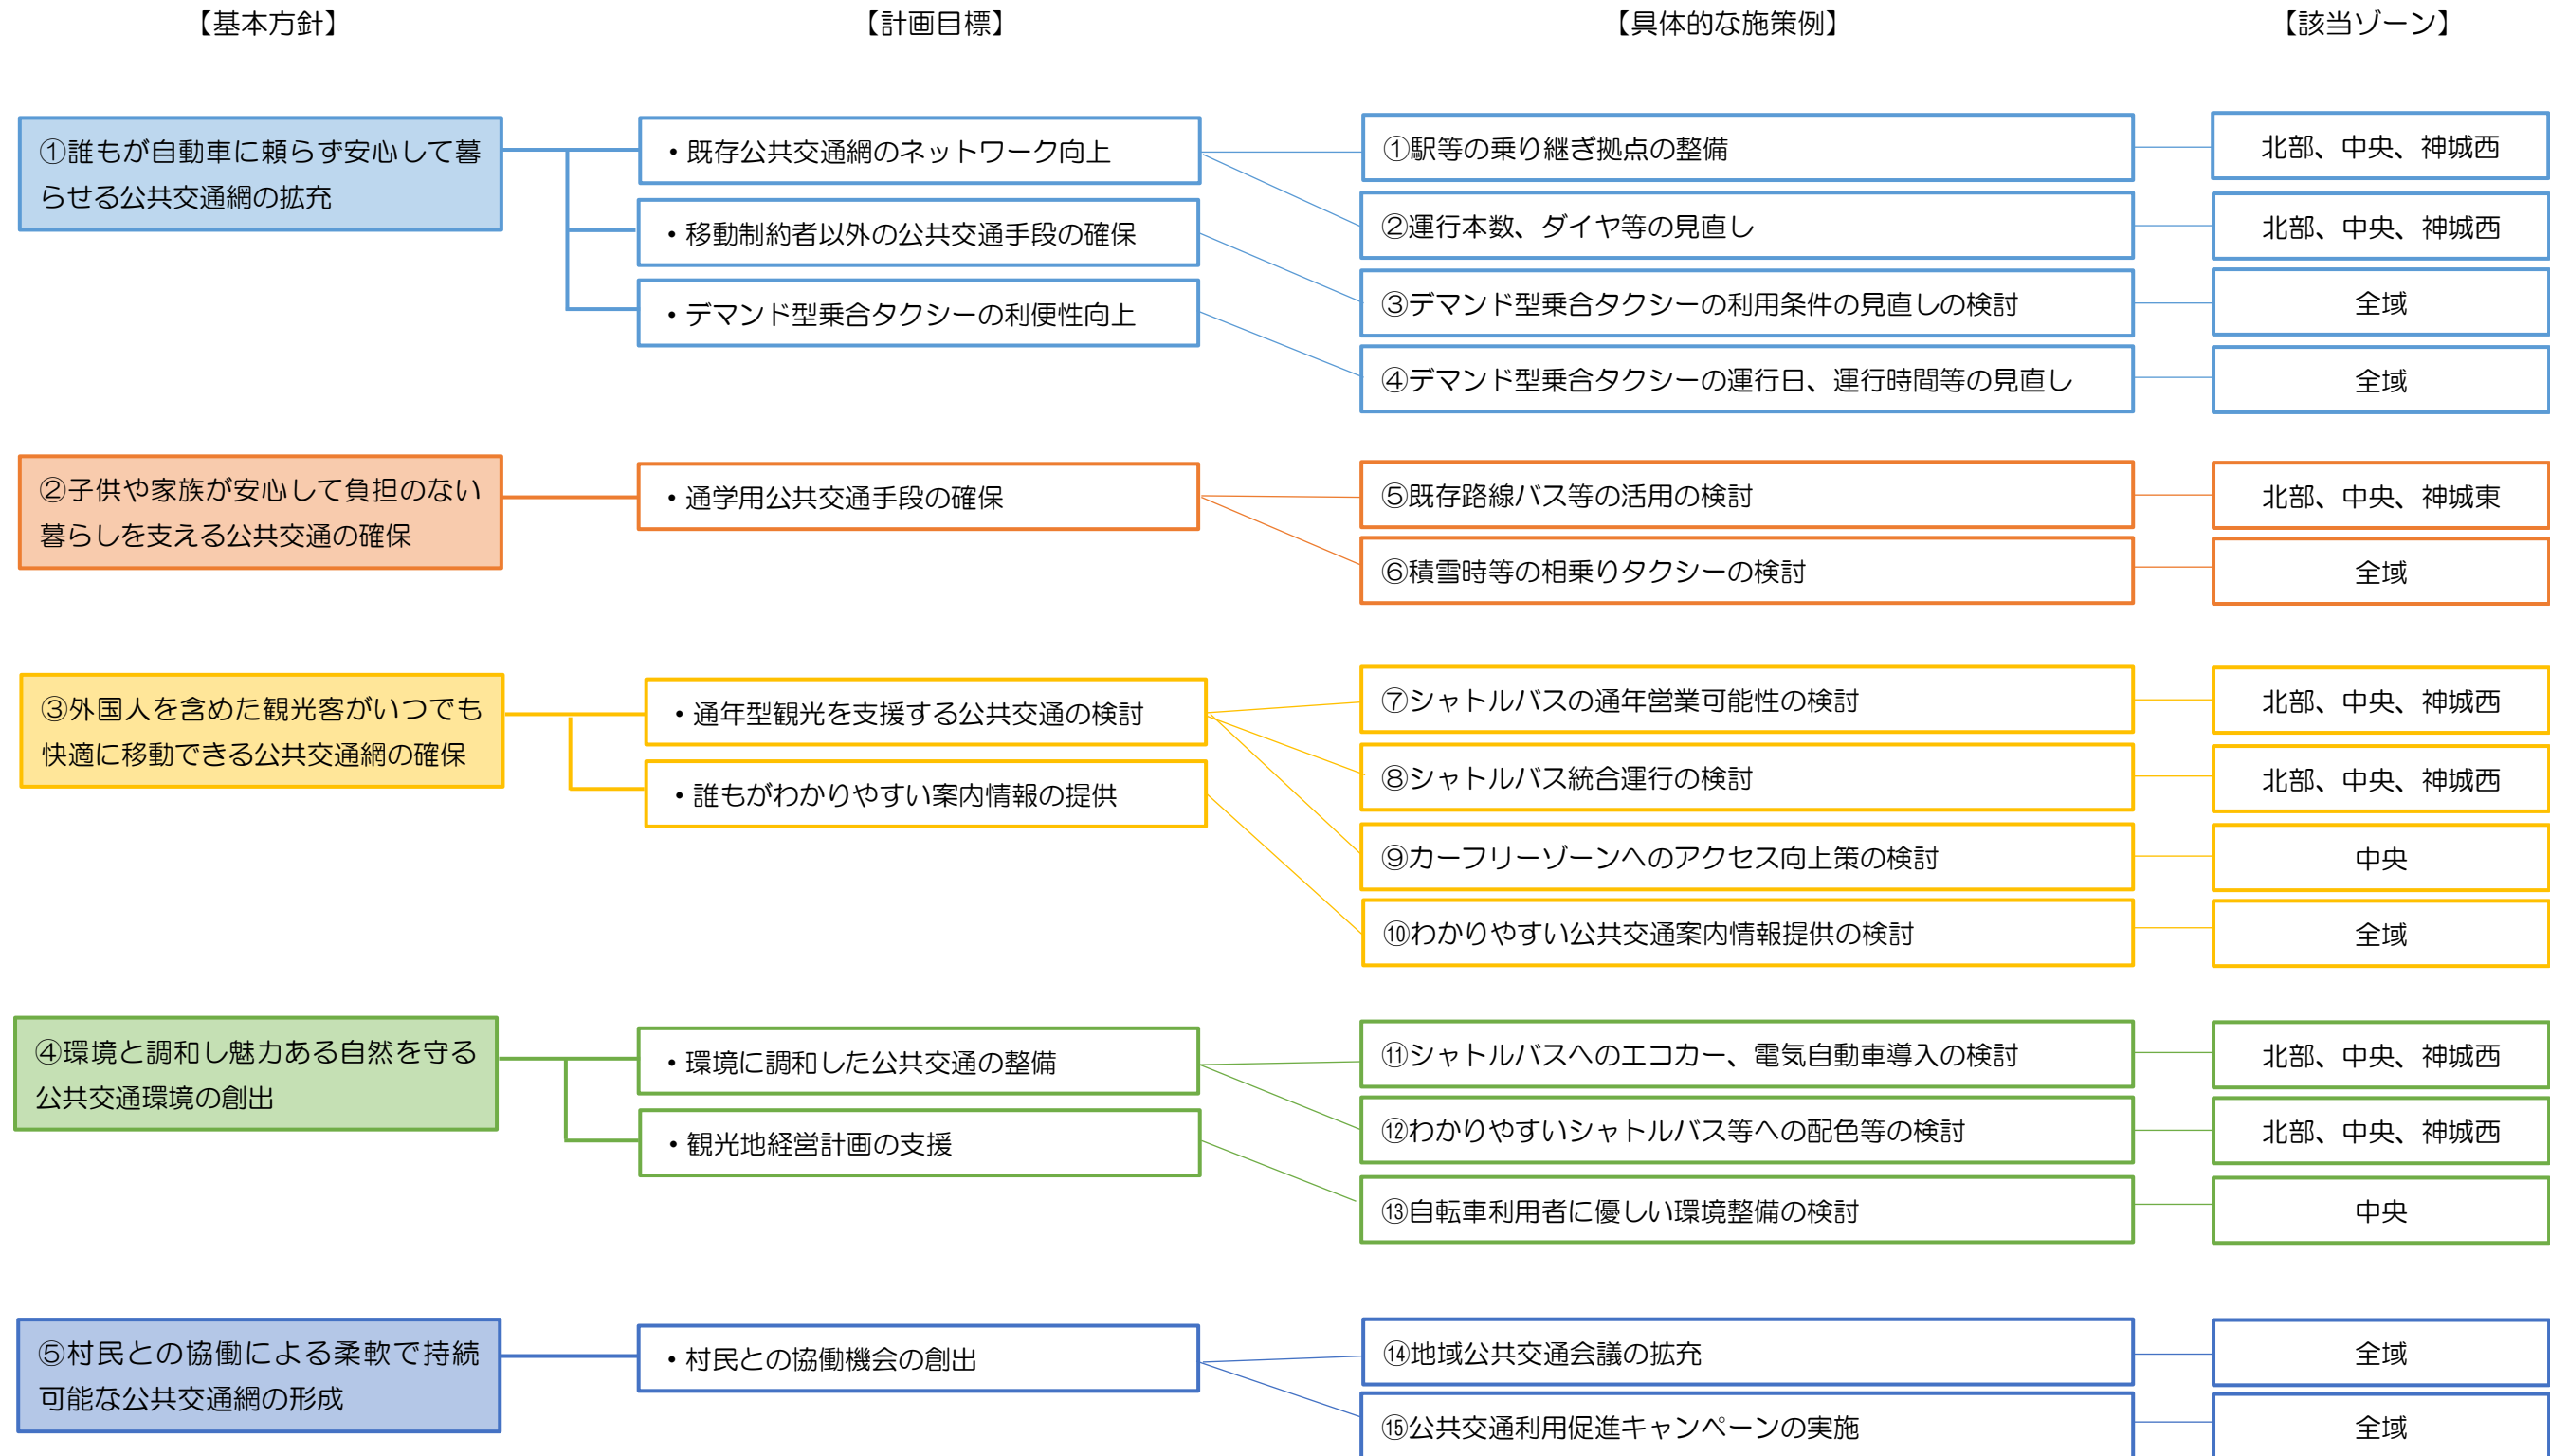 【基本方針】
【計画目標】
【具体的な施策例】
【該当ゾーン】
①誰もが自動車に頼らず安心して暮
らせる公共交通網の拡充
・既存公共交通網のネットワーク向上
・移動制約者以外の公共交通手段の確保
・デマンド型乗合タクシーの利便性向上
①駅等の乗り継ぎ拠点の整備
北部、中央、神城西
②運行本数、ダイヤ等の見直し
北部、中央、神城西
③デマンド型乗合タクシーの利用条件の見直しの検討
全域
④デマンド型乗合タクシーの運行日、運行時間等の見直し
全域
②子供や家族が安心して負担のない
暮らしを支える公共交通の確保
・通学用公共交通手段の確保
⑤既存路線バス等の活用の検討
北部、中央、神城東
⑥積雪時等の相乗りタクシーの検討
全域
③外国人を含めた観光客がいつでも
快適に移動できる公共交通網の確保
・通年型観光を支援する公共交通の検討
・誰もがわかりやすい案内情報の提供
⑦シャトルバスの通年営業可能性の検討
北部、中央、神城西
⑧シャトルバス統合運行の検討
北部、中央、神城西
⑨カーフリーゾーンへのアクセス向上策の検討
中央
⑩わかりやすい公共交通案内情報提供の検討
全域
④環境と調和し魅力ある自然を守る
公共交通環境の創出
・環境に調和した公共交通の整備
・観光地経営計画の支援
⑪シャトルバスへのエコカー、電気自動車導入の検討
北部、中央、神城西
⑫わかりやすいシャトルバス等への配色等の検討
北部、中央、神城西
⑬自転車利用者に優しい環境整備の検討
中央
⑤村民との協働による柔軟で持続
可能な公共交通網の形成
・村民との協働機会の創出
⑭地域公共交通会議の拡充
全域
⑮公共交通利用促進キャンペーンの実施
全域